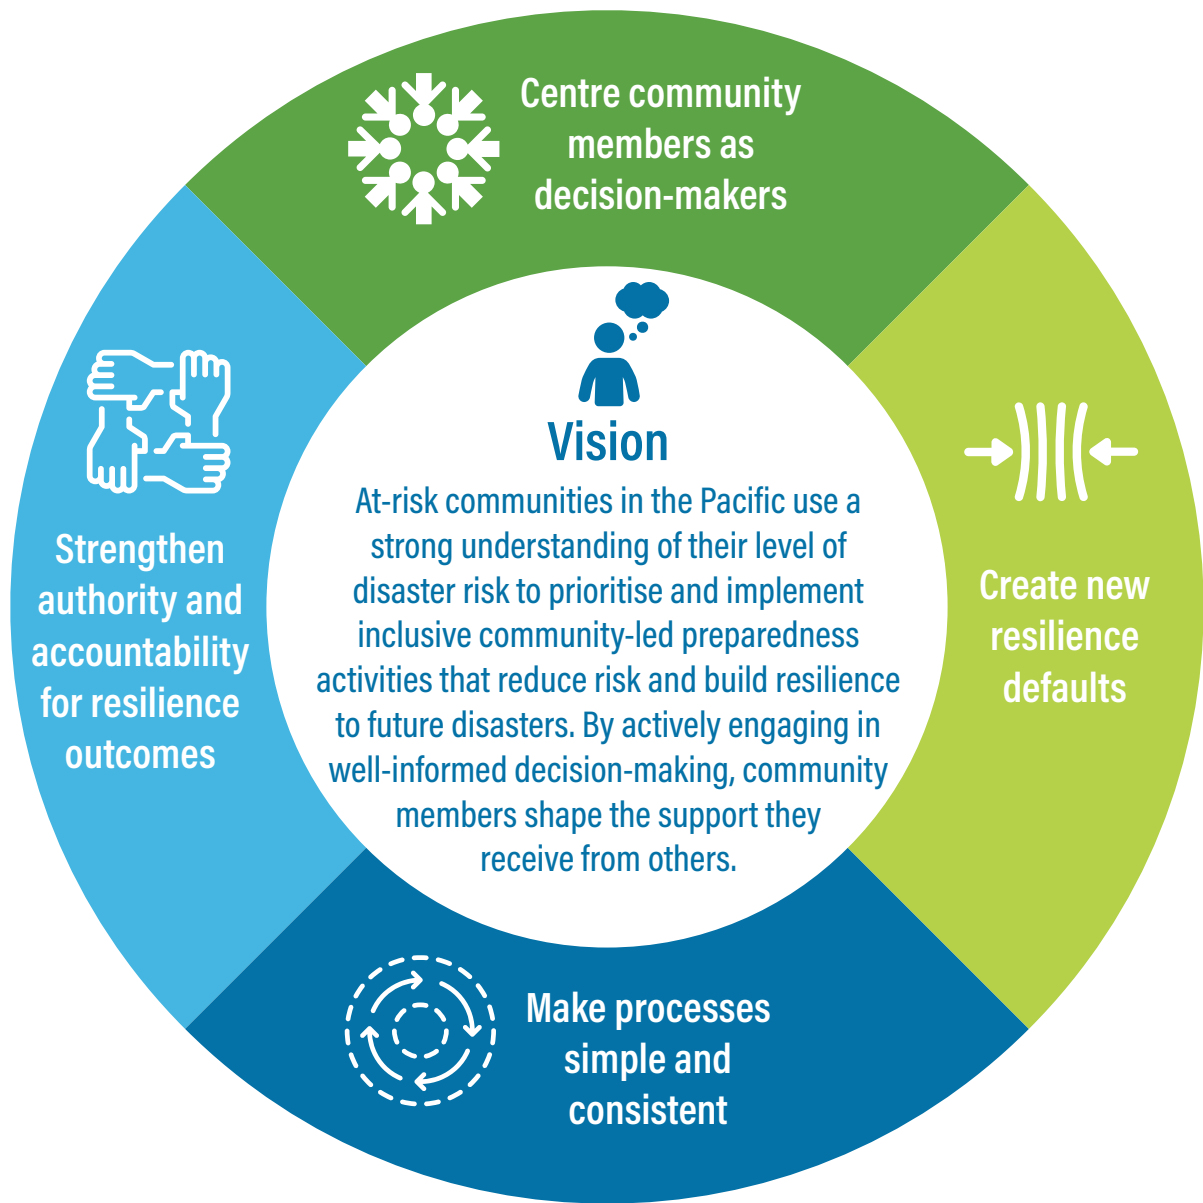 Centre community
members as
decision-makers
Vision
At-risk communities in the Pacific use a
strong understanding of their level of
disaster risk to prioritise and implement
inclusive community-led preparedness
activities that reduce risk and build resilience
to future disasters. By actively engaging in
well-informed decision-making, community
members shape the support they
receive from others.
Strengthen
authority and
accountability
for resilience
outcomes
Create new
resilience
defaults
Make processes
simple and
consistent